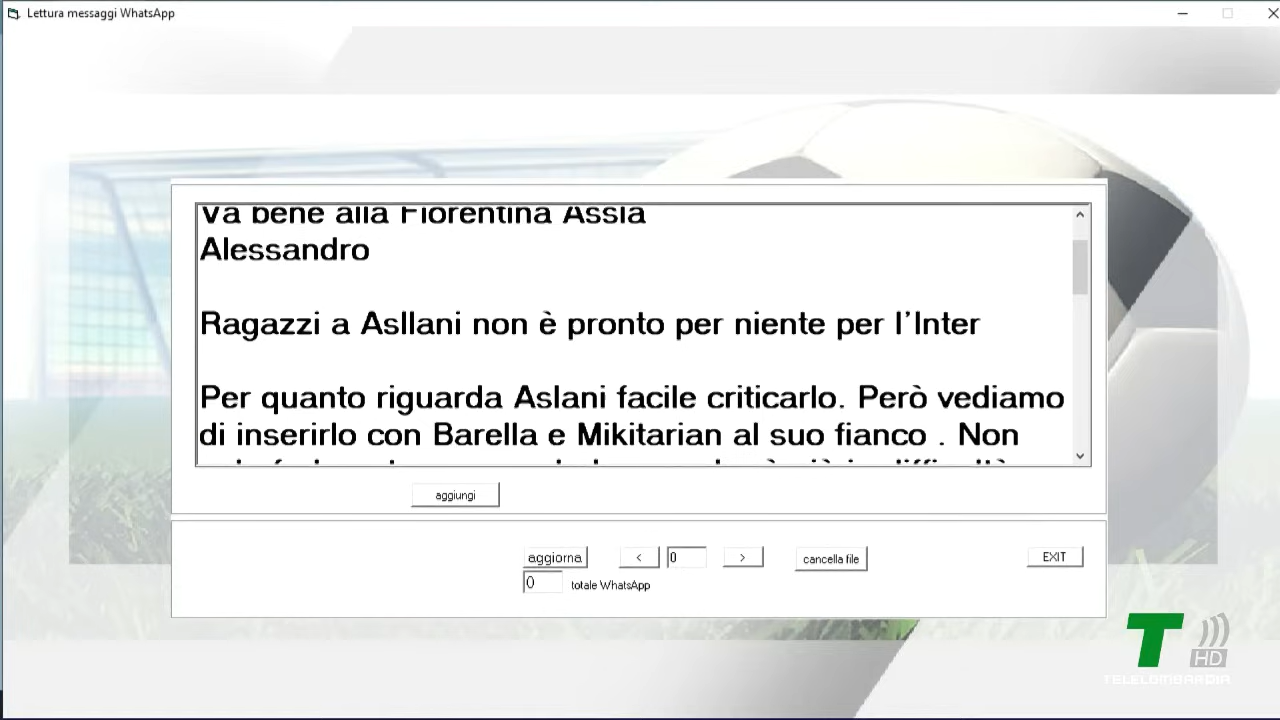 Lettura messaggi WhatsApp
Va bene alla Fiorentina Assia
Alessandro
Ragazzi a Asllani non è pronto per niente per l'Inter
Per quanto riguarda Aslani facile criticarlo. Però vediamo
di inserirlo con Barella e Mikitarian al suo fianco . Non
aggiungi
aggiorna < 0 > cancella file EXIT
0 totale WhatsApp
T HD
TELELOMBARDIA